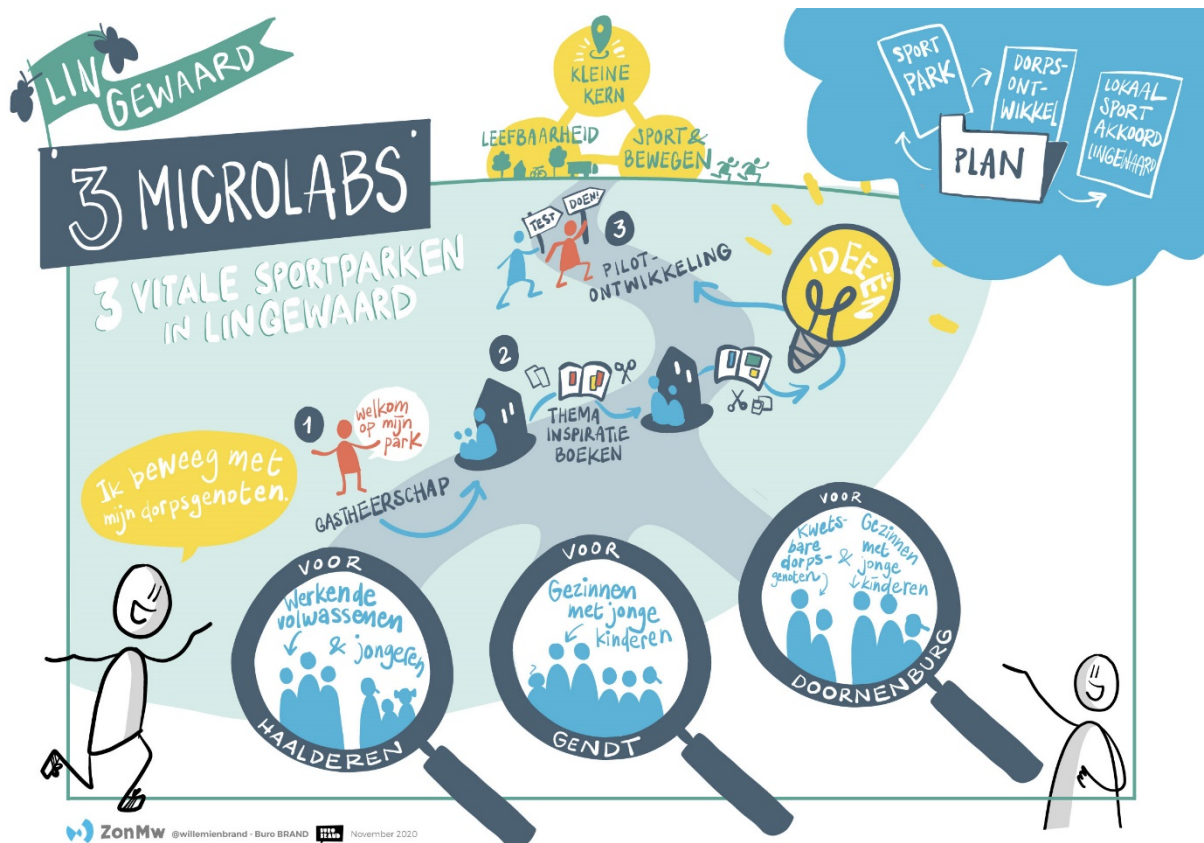 LIN
GEWAARD
3 MICROLABS
3 VITALE SPORTPARKEN
IN LINGEWAARD
KLEINE
KERN
LEEFBAARHEID
SPORT &
BEWEGEN
SPORT
PARK
DORPS-
ONT-
WIKKEL
LOKAAL
SPORT
AKKOORD
LINGEWAARD
PLAN
TEST
DOEN!
3
PILOT-
ONTWIKKELING
IDEEËN
2
THEMA
INSPIRATIE
BOEKEN
1
welkom
op mijn
park
GASTHEERSCHAP
Ik beweeg met
mijn dorpsgenoten.
VOOR
Werkende
volwassenen
& jongeren
HAALDEREN
VOOR
Gezinnen
met jonge
kinderen
GENDT
VOOR
Kwets-
bare
dorps-
genoten
&
Gezinnen
met
jonge
kinderen
DOORNENBURG
ZonMw @willemienbrand - Buro BRAND BURO BRAND November 2020